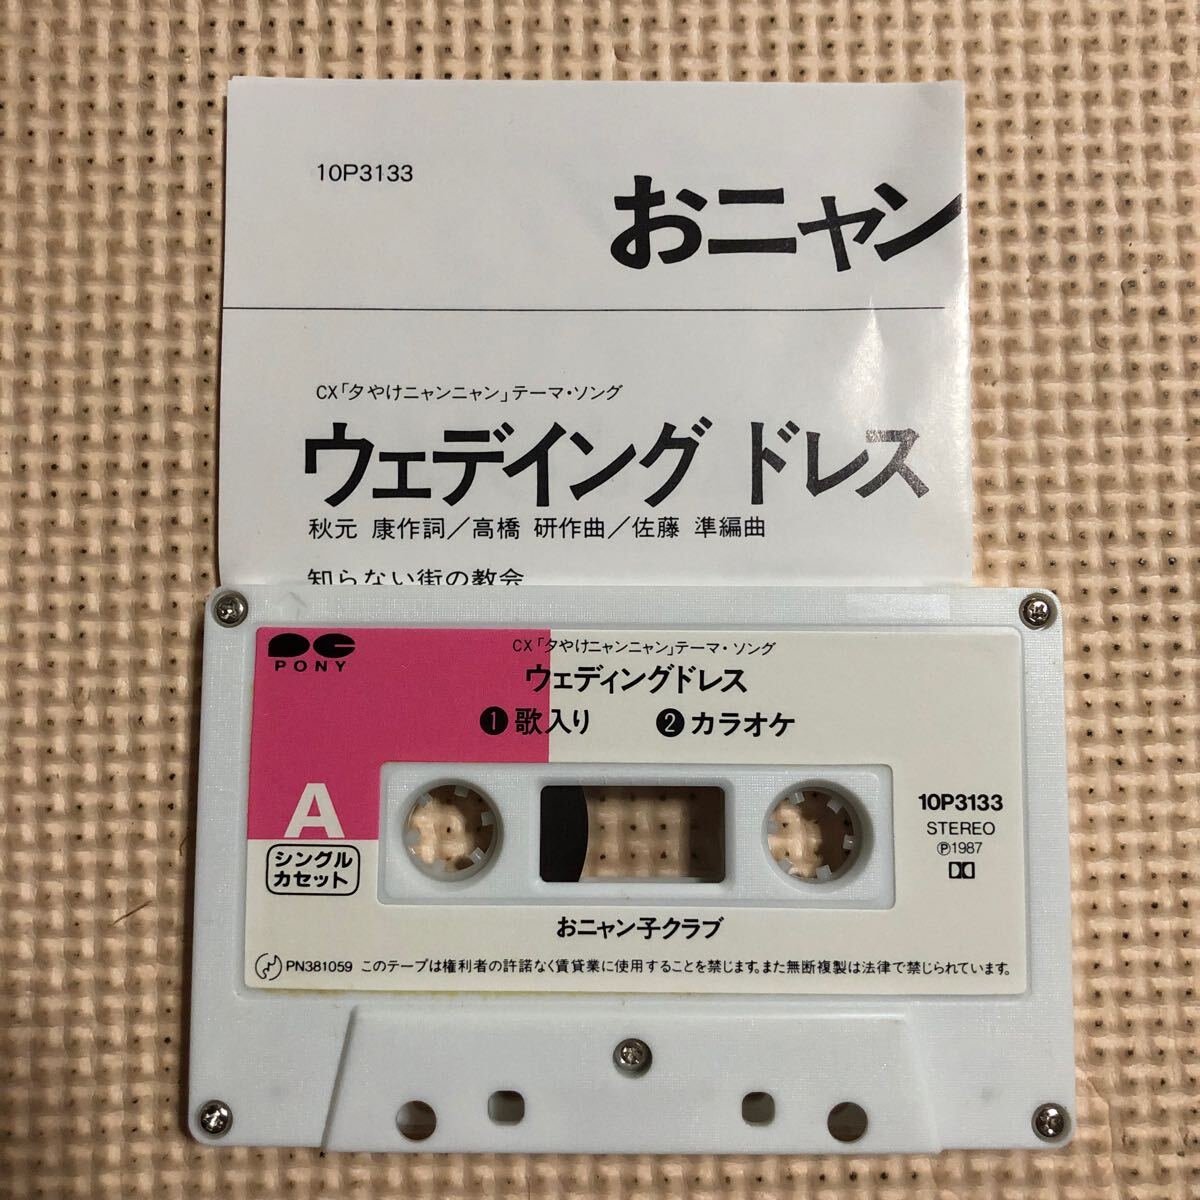 10P3133
おニャン
CX「夕やけニャンニャン」テーマ・ソング
ウェデイング ドレス
秋元 康作詞／高橋 研作曲／佐藤 準編曲
知らない街の教会
PONY
CX「夕やけニャンニャン」テーマ・ソング
ウェディングドレス
❶歌入り ❷カラオケ
A
シングル
カセット
10P3133
STEREO
Ⓟ1987
おニャン子クラブ
PN381059 このテープは権利者の許諾なく賃貸業に使用することを禁じます。また無断複製は法律で禁じられています。